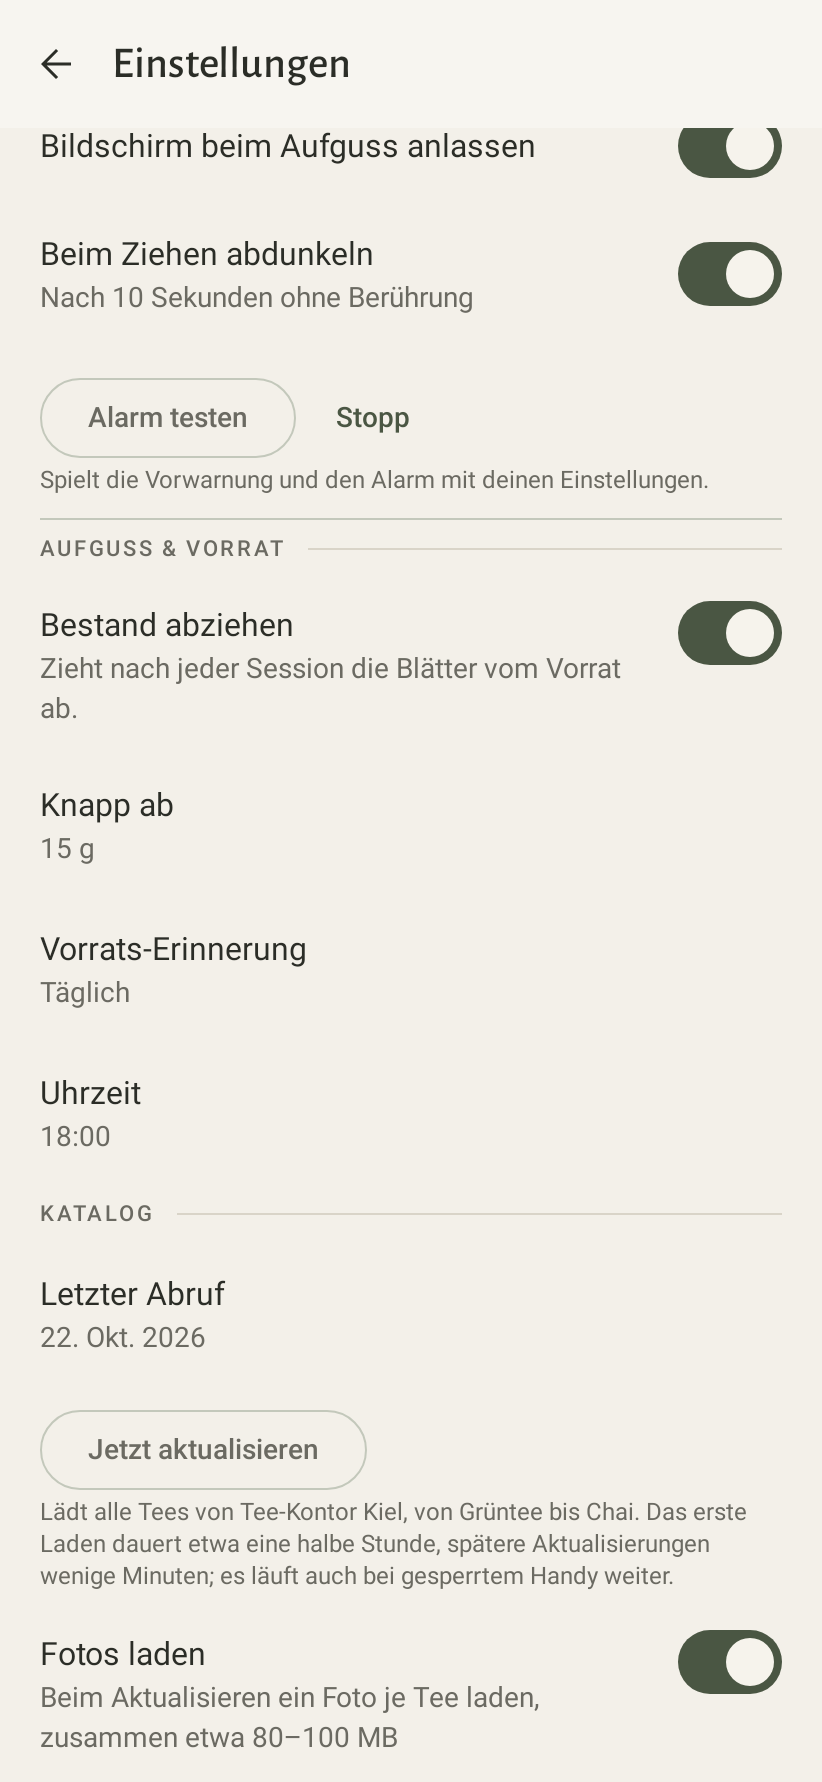 Einstellungen
Bildschirm beim Aufguss anlassen
Beim Ziehen abdunkeln
Nach 10 Sekunden ohne Berührung
Alarm testen
Stopp
Spielt die Vorwarnung und den Alarm mit deinen Einstellungen.
AUFGUSS & VORRAT
Bestand abziehen
Zieht nach jeder Session die Blätter vom Vorrat
ab.
Knapp ab
15 g
Vorrats-Erinnerung
Täglich
Uhrzeit
18:00
KATALOG
Letzter Abruf
22. Okt. 2026
Jetzt aktualisieren
Lädt alle Tees von Tee-Kontor Kiel, von Grüntee bis Chai. Das erste
Laden dauert etwa eine halbe Stunde, spätere Aktualisierungen
wenige Minuten; es läuft auch bei gesperrtem Handy weiter.
Fotos laden
Beim Aktualisieren ein Foto je Tee laden,
zusammen etwa 80–100 MB